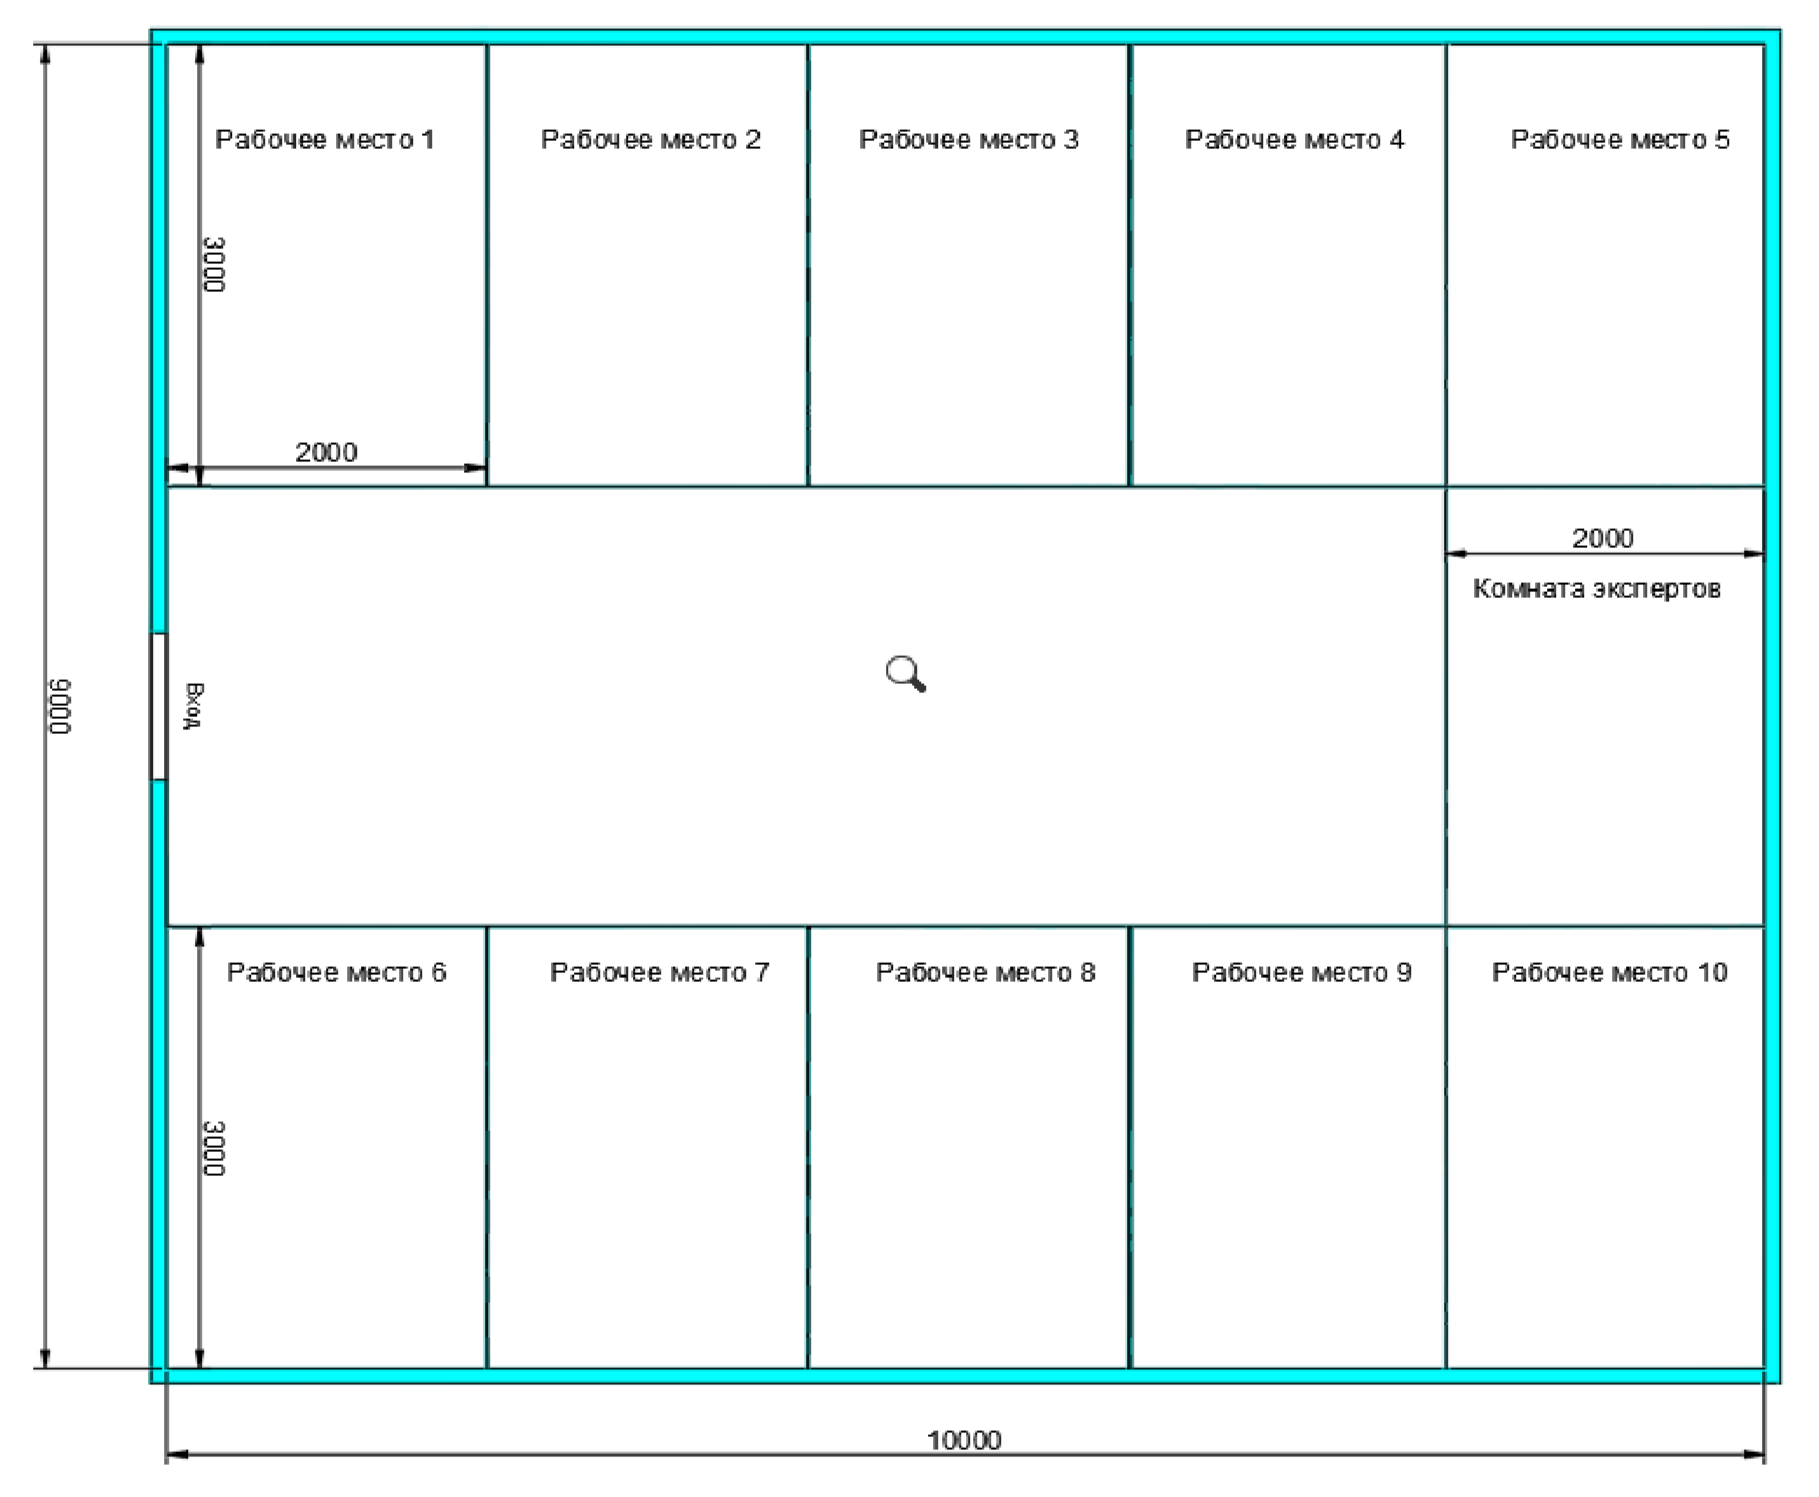 Рабочее место 1
Рабочее место 2
Рабочее место 3
Рабочее место 4
Рабочее место 5
3000
2000
2000
Комната экспертов
9000
Вход
Рабочее место 6
Рабочее место 7
Рабочее место 8
Рабочее место 9
Рабочее место 10
3000
10000